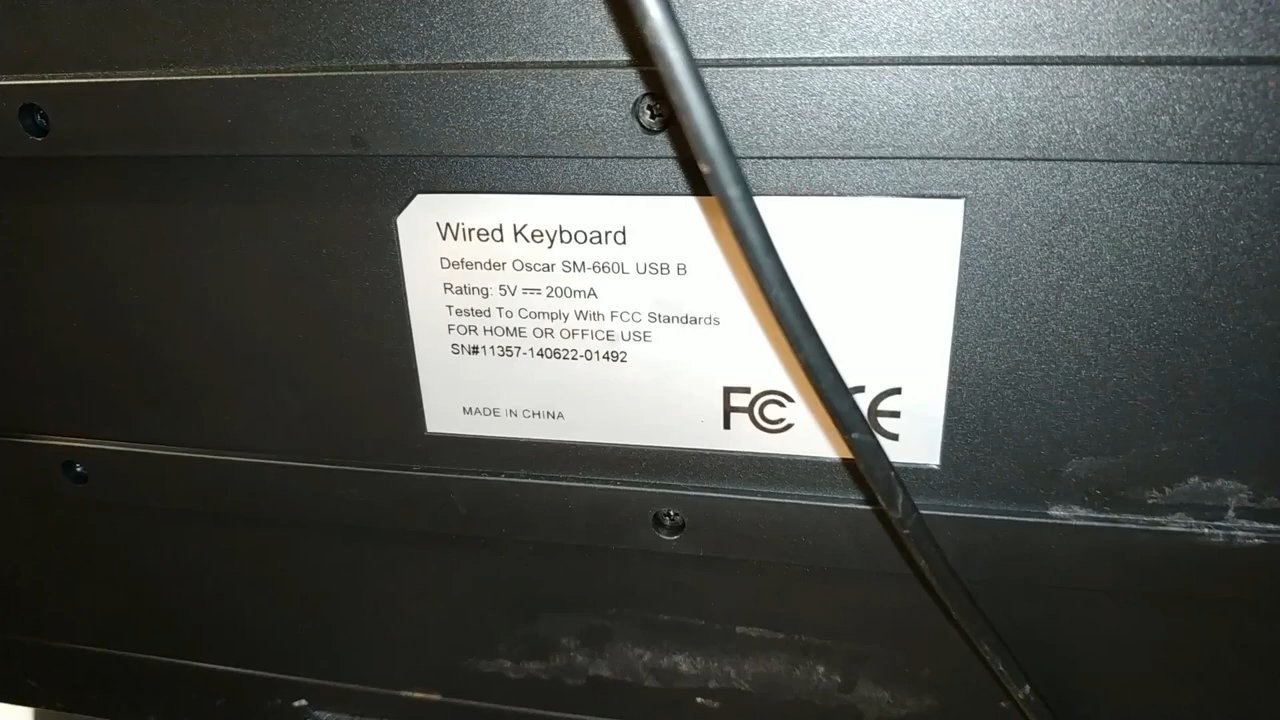 Wired Keyboard
Defender Oscar SM-660L USB B
Rating: 5V ⎓ 200mA
Tested To Comply With FCC Standards
FOR HOME OR OFFICE USE
SN#11357-140622-01492
MADE IN CHINA
FC CE